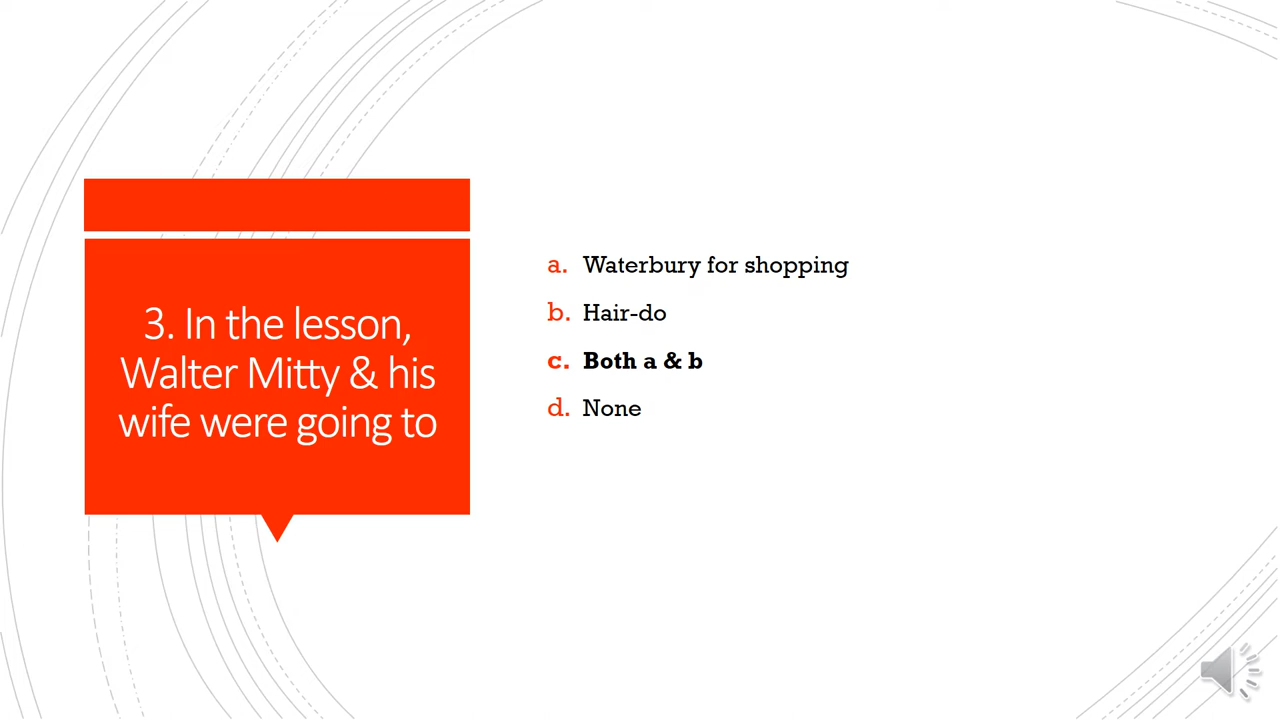 3. In the lesson,
Walter Mitty & his
wife were going to
a. Waterbury for shopping
b. Hair-do
c. Both a & b
d. None